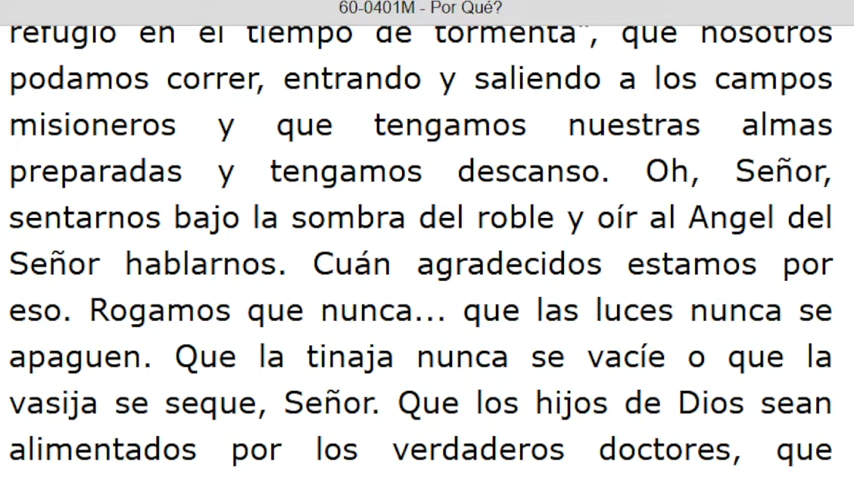 60-0401M - Por Qué?
refugio en el tiempo de tormenta", que nosotros
podamos correr, entrando y saliendo a los campos
misioneros y que tengamos nuestras almas
preparadas y tengamos descanso. Oh, Señor,
sentarnos bajo la sombra del roble y oír al Angel del
Señor hablarnos. Cuán agradecidos estamos por
eso. Rogamos que nunca... que las luces nunca se
apaguen. Que la tinaja nunca se vacíe o que la
vasija se seque, Señor. Que los hijos de Dios sean
alimentados por los verdaderos doctores, que